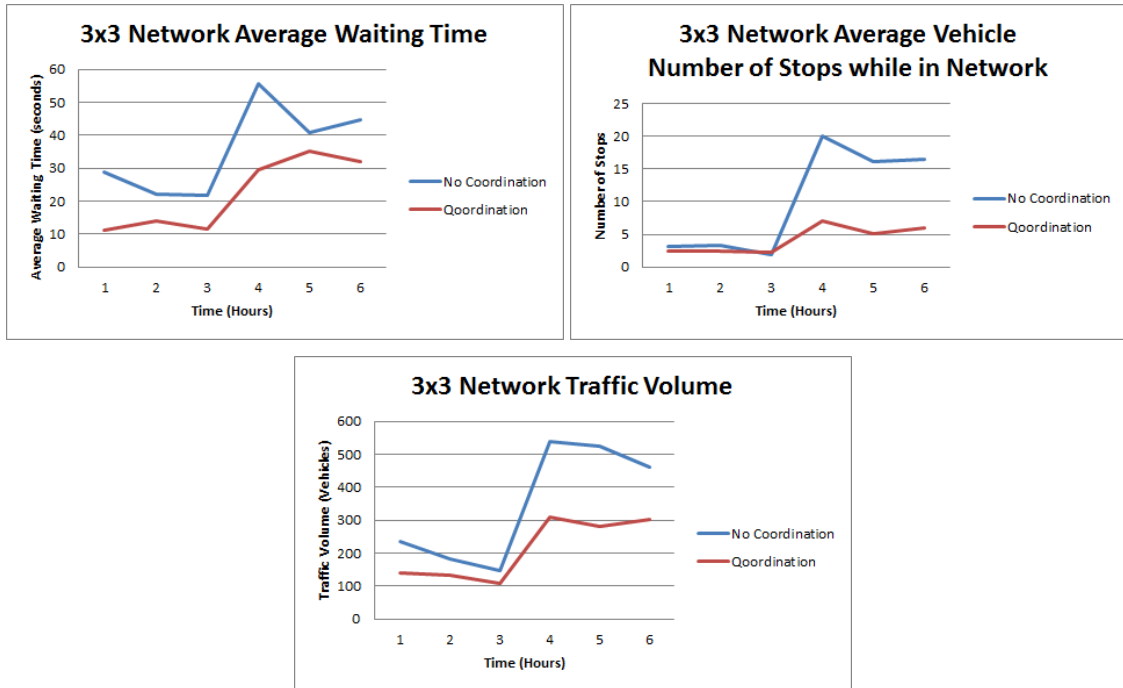 3x3 Network Average Waiting Time
Average Waiting Time (seconds)
60
50
40
30
20
10
0
1 2 3 4 5 6
Time (Hours)
No Coordination
Qoordination
3x3 Network Average Vehicle
Number of Stops while in Network
Number of Stops
25
20
15
10
5
0
1 2 3 4 5 6
Time (Hours)
No Coordination
Qoordination
3x3 Network Traffic Volume
Traffic Volume (Vehicles)
600
500
400
300
200
100
0
1 2 3 4 5 6
Time (Hours)
No Coordination
Qoordination